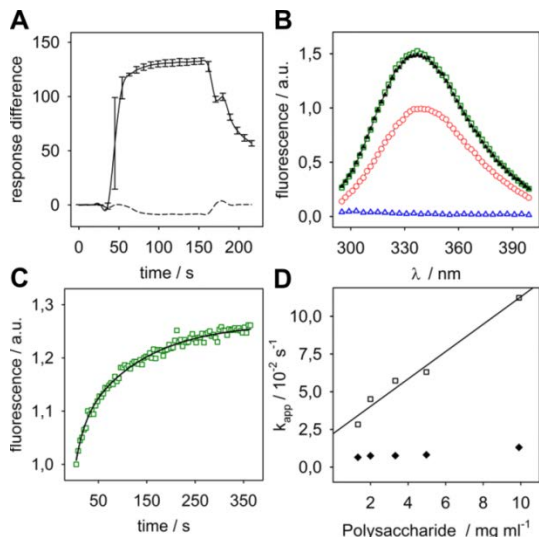 A
response difference
150
100
50
0
0 50 100 150 200
time / s
B
fluorescence / a.u.
1,5
1,0
0,5
0,0
300 330 360 390
λ / nm
C
fluorescence / a.u.
1,3
1,2
1,1
1,0
50 150 250 350
time / s
D
k_app / 10⁻² s⁻¹
10,0
7,5
5,0
2,5
0,0
2 4 6 8 10
Polysaccharide / mg ml⁻¹